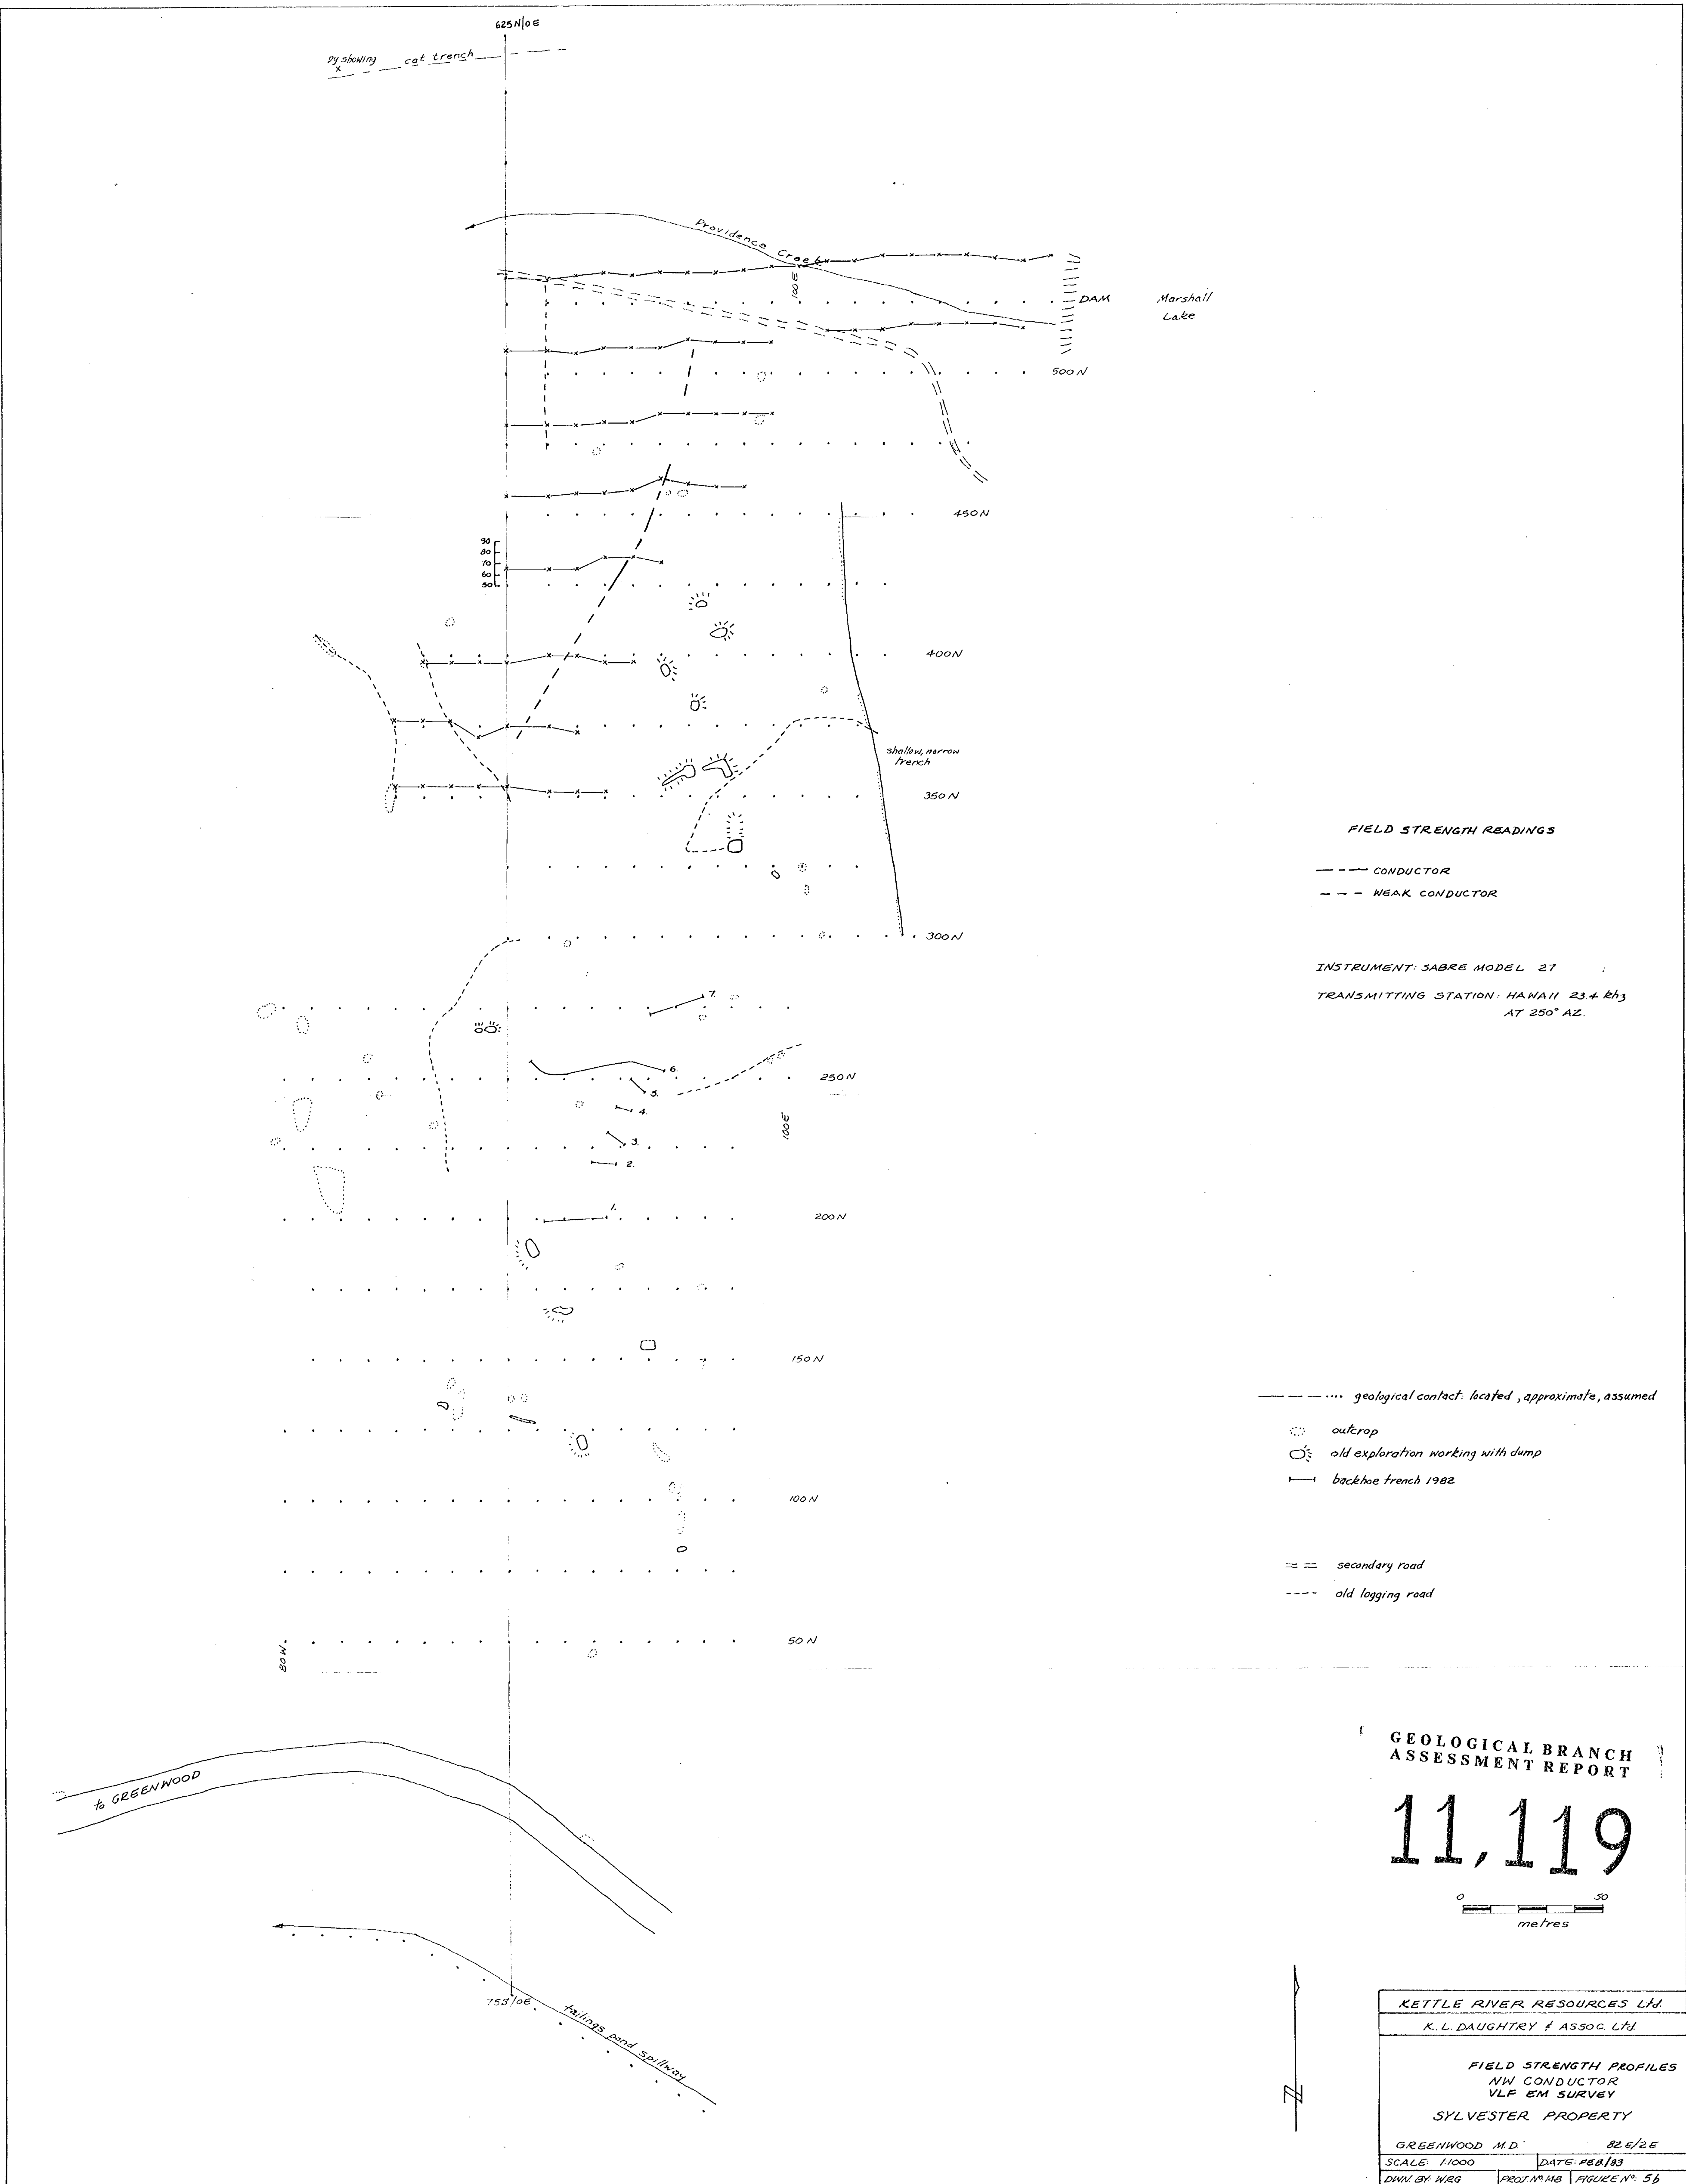 625N/0E
py showing
x
cat trench
Providence Creek
100E
DAM
Marshall
Lake
500N
450N
90
80
70
60
50
400N
shallow, narrow
trench
350N
FIELD STRENGTH READINGS
CONDUCTOR
WEAK CONDUCTOR
300N
INSTRUMENT: SABRE MODEL 27
TRANSMITTING STATION: HAWAII 23.4 khz
AT 250° AZ.
7.
6.
250N
5.
4.
100E
3.
2.
1.
200N
150N
geological contact: located, approximate, assumed
outcrop
old exploration working with dump
backhoe trench 1982
100N
secondary road
old logging road
50N
80W
GEOLOGICAL BRANCH
ASSESSMENT REPORT
11,119
to GREENWOOD
0 50
metres
75S/0E
tailings pond spillway
N
KETTLE RIVER RESOURCES Ltd.
K. L. DAUGHTRY & ASSOC. Ltd.
FIELD STRENGTH PROFILES
NW CONDUCTOR
VLF EM SURVEY
SYLVESTER PROPERTY
GREENWOOD M.D. 82 E/2E
SCALE: 1:1000 DATE: FEB/83
DWN. BY: WRG PROJ. Nº: 148 FIGURE Nº: 5b